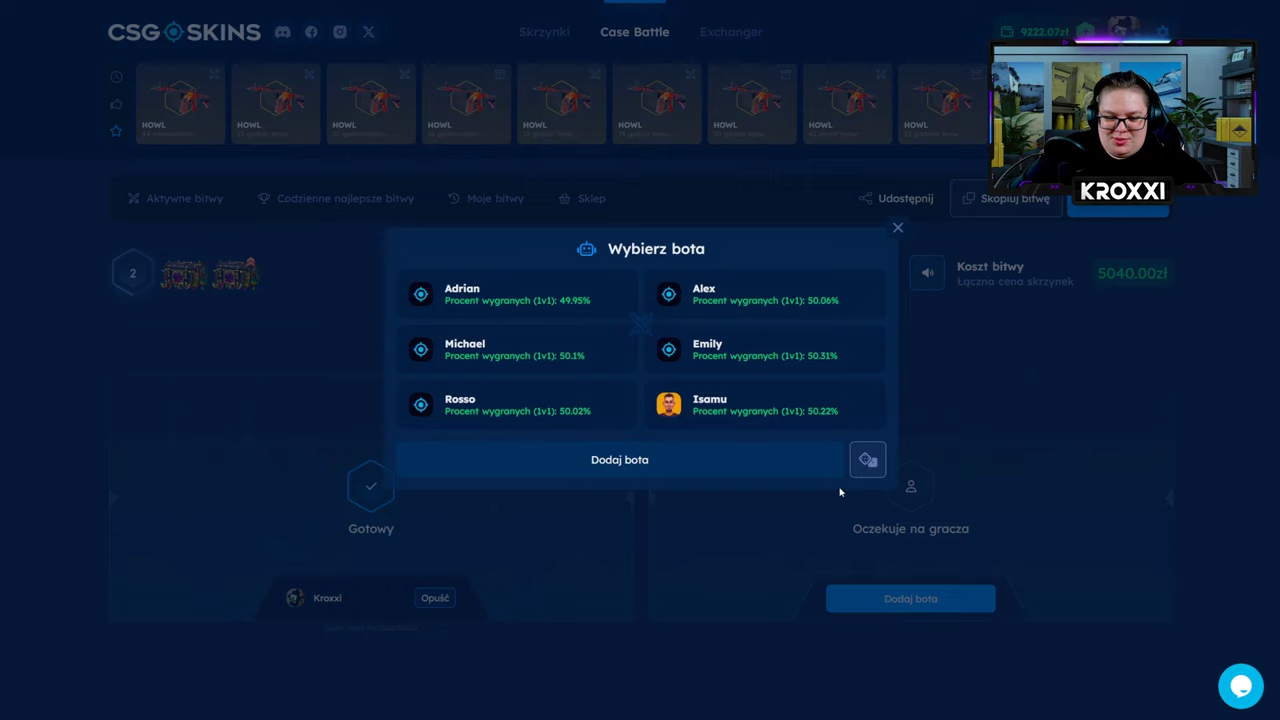 CSG SKINS
Skrzynki
Case Battle
Exchanger
9222.07zł
HOWL
HOWL
HOWL
HOWL
HOWL
HOWL
HOWL
HOWL
HOWL
KROXXI
Aktywne bitwy
Codzienne najlepsze bitwy
Moje bitwy
Sklep
Udostępnij
Skopiuj bitwę
2
Wybierz bota
Koszt bitwy
Łączna cena skrzynek
5040.00zł
Adrian
Procent wygranych (1v1): 49.95%
Alex
Procent wygranych (1v1): 50.06%
Michael
Procent wygranych (1v1): 50.1%
Emily
Procent wygranych (1v1): 50.31%
Rosso
Procent wygranych (1v1): 50.02%
Isamu
Procent wygranych (1v1): 50.22%
Dodaj bota
Gotowy
Oczekuje na gracza
Kroxxi
Opuść
Dodaj bota